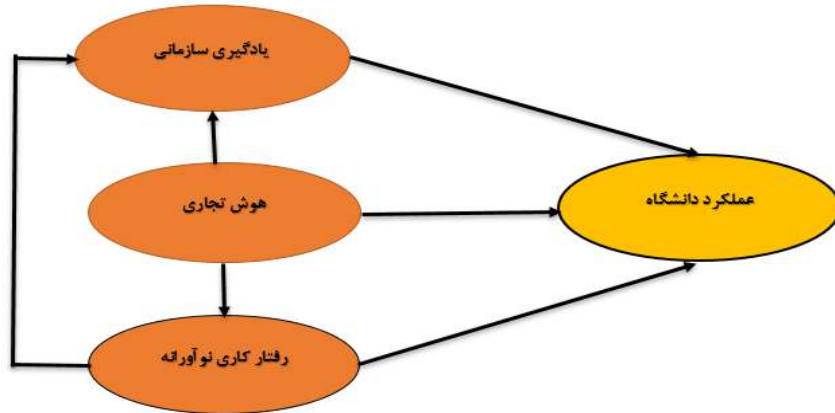 یادگیری سازمانی
هوش تجاری
عملکرد دانشگاه
رفتار کاری نوآورانه